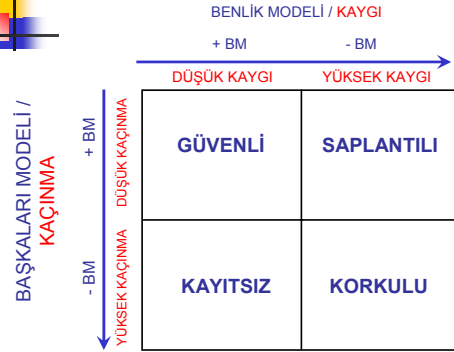 BENLİK MODELİ / KAYGI
+ BM - BM
DÜŞÜK KAYGI YÜKSEK KAYGI
BAŞKALARI MODELİ /
KAÇINMA
+ BM
- BM
DÜŞÜK KAÇINMA
YÜKSEK KAÇINMA
GÜVENLİ SAPLANTILI
KAYITSIZ KORKULU